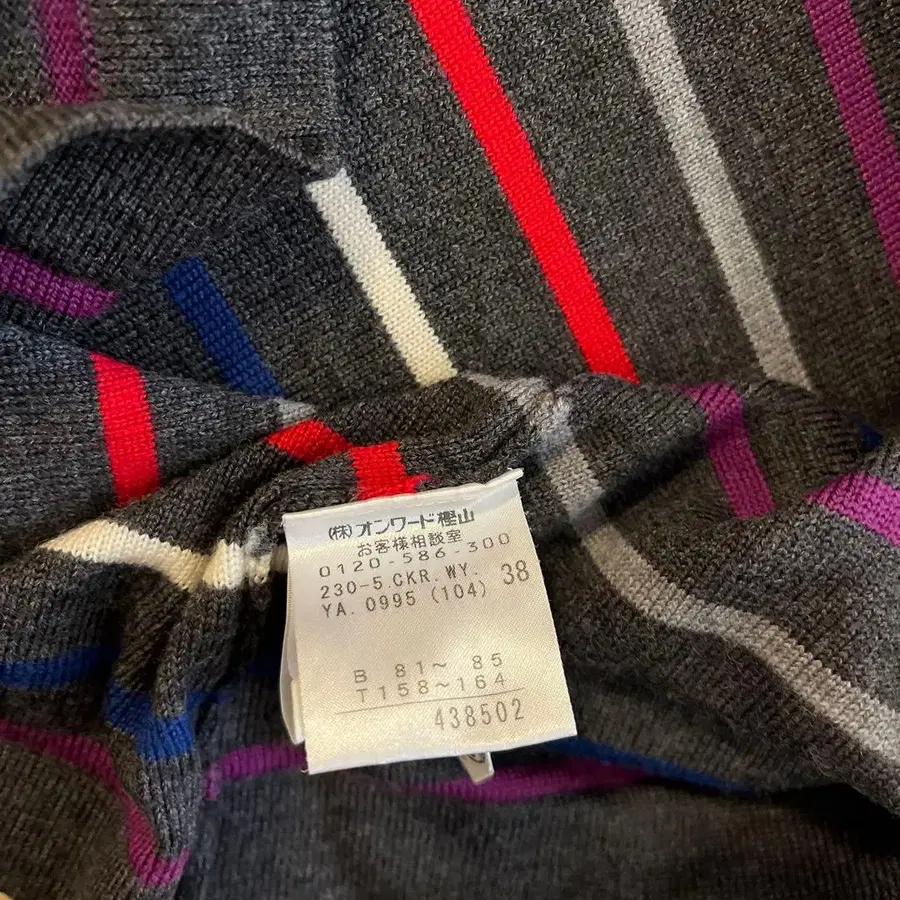 (株)オンワード樫山
お客様相談室
0120-586-300
230-5.CKR.WY. 38
YA.0995 (104)
B 81～ 85
T158～164
438502